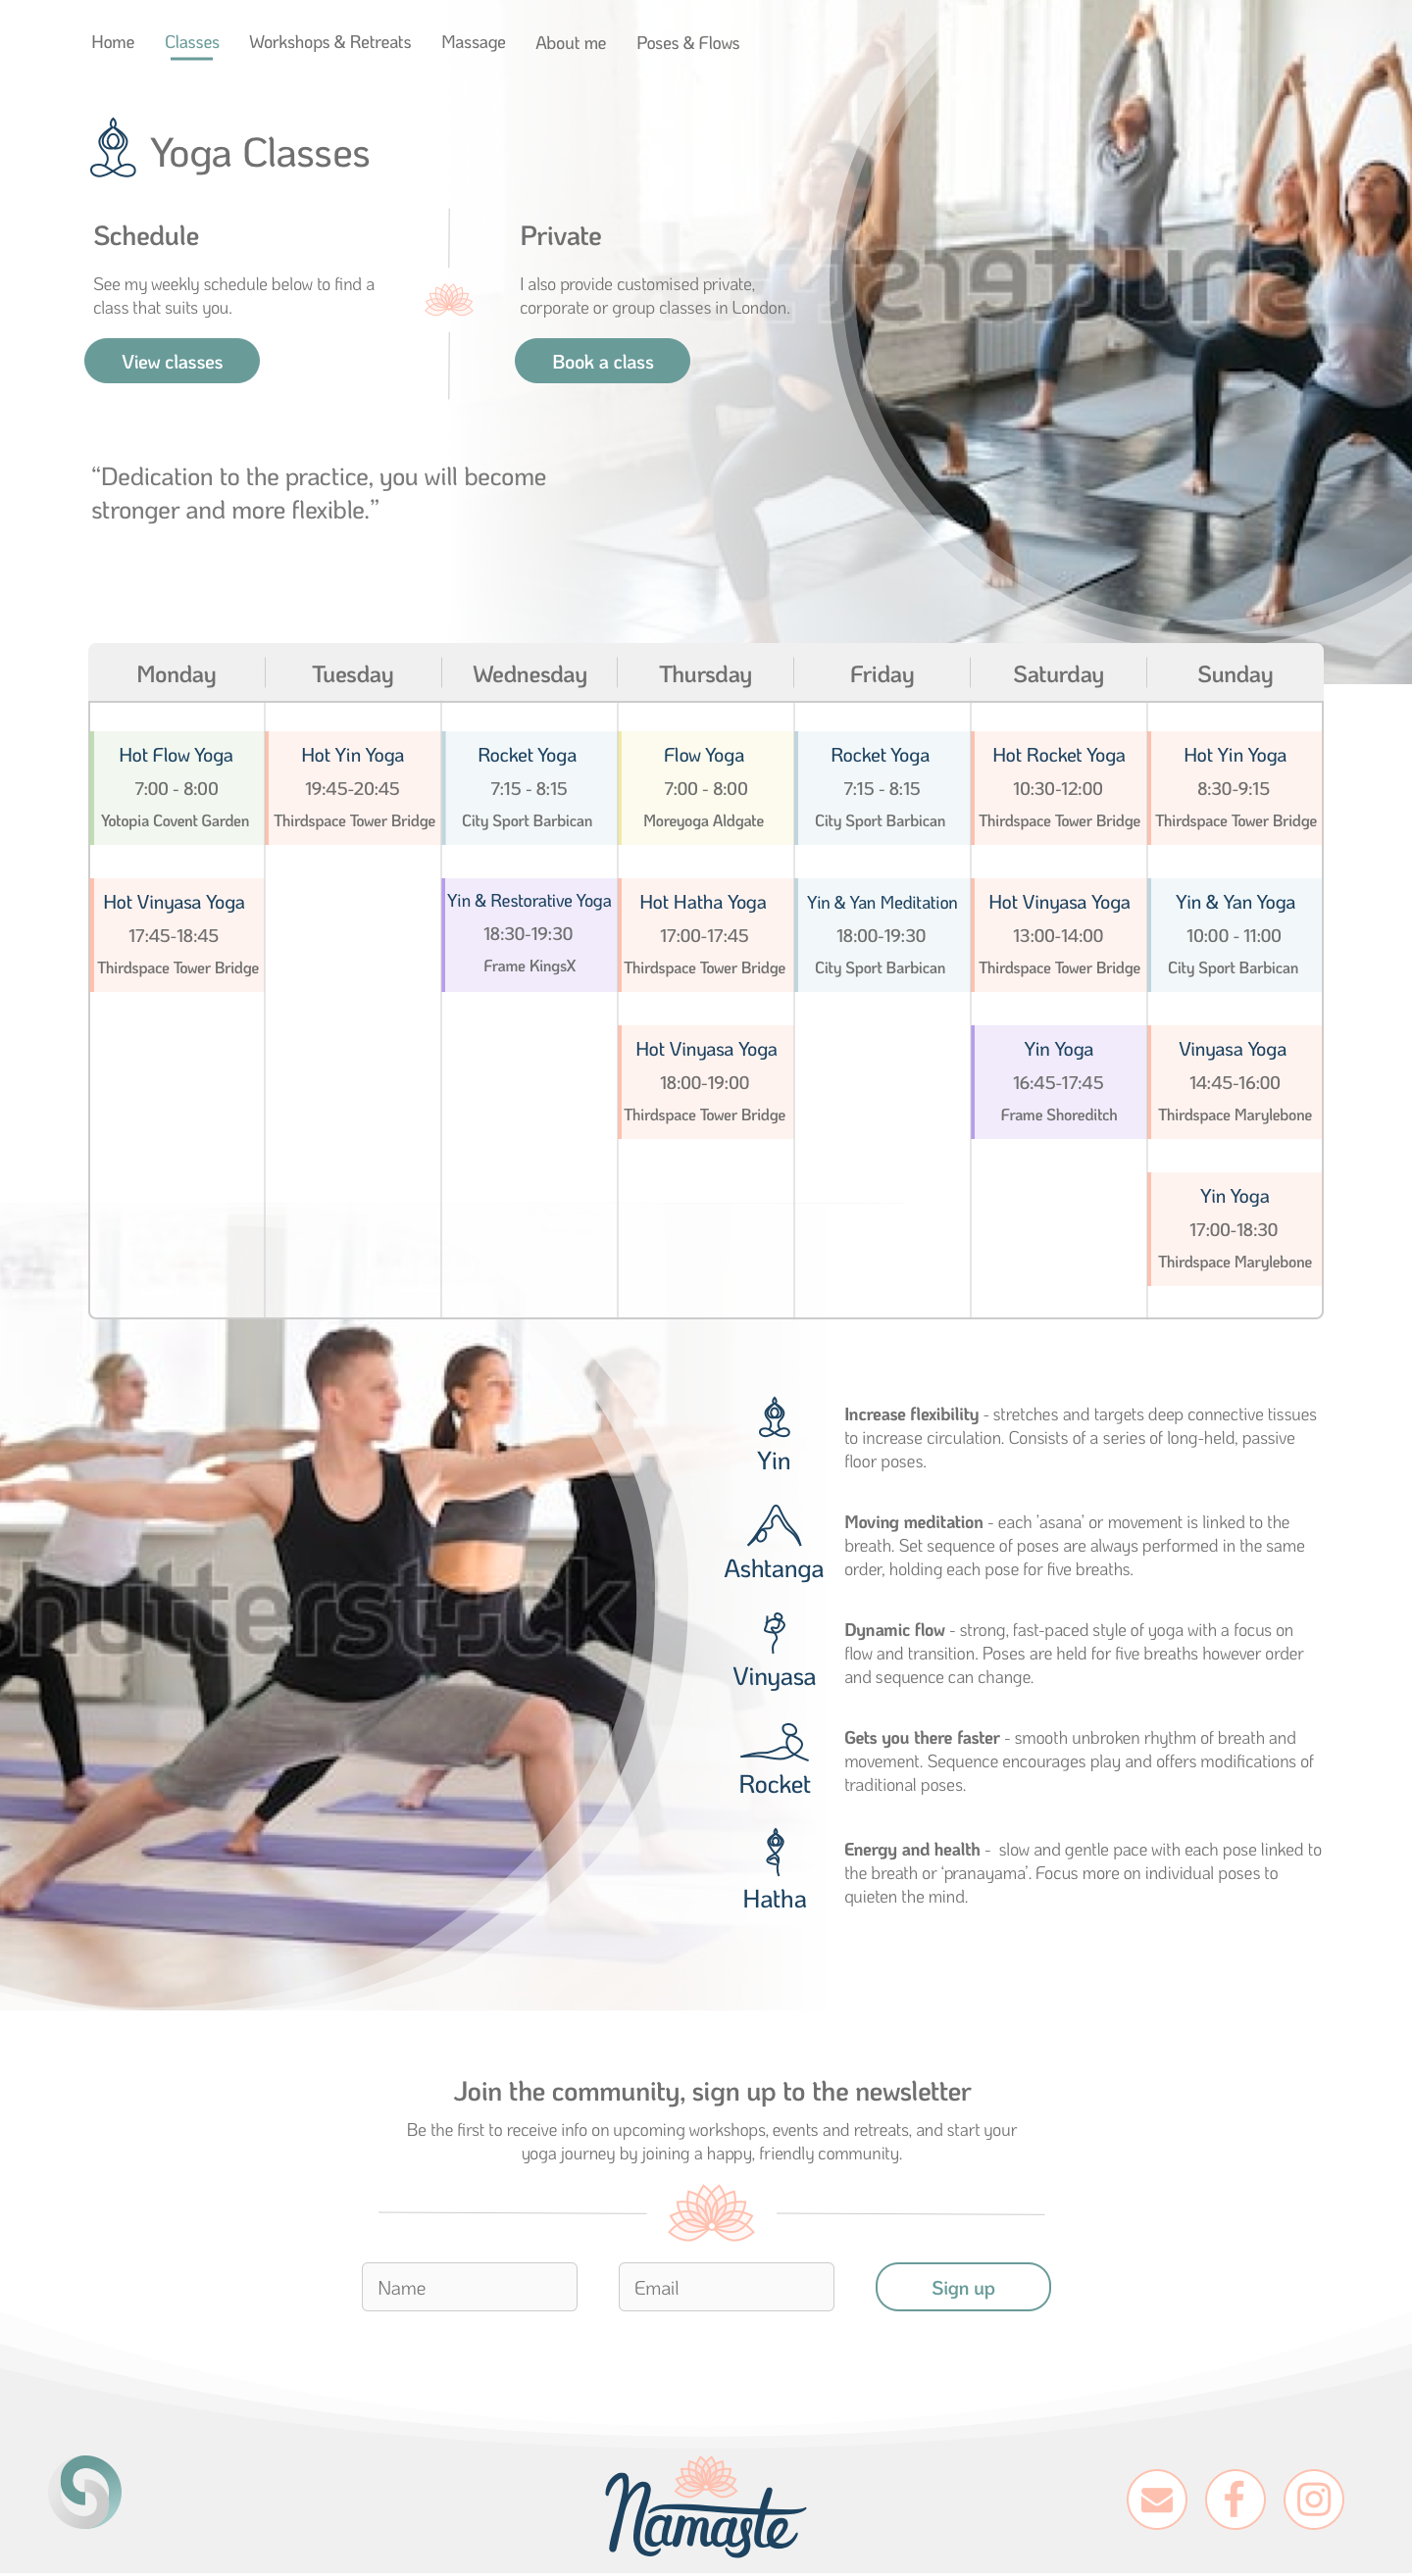 Home
Classes
Workshops & Retreats
Massage
About me
Poses & Flows
Yoga Classes
Schedule
See my weekly schedule below to find a
class that suits you.
View classes
Private
I also provide customised private,
corporate or group classes in London.
Book a class
“Dedication to the practice, you will become
stronger and more flexible.”
Monday
Tuesday
Wednesday
Thursday
Friday
Saturday
Sunday
Hot Flow Yoga
7:00 - 8:00
Yotopia Covent Garden
Hot Yin Yoga
19:45-20:45
Thirdspace Tower Bridge
Rocket Yoga
7:15 - 8:15
City Sport Barbican
Flow Yoga
7:00 - 8:00
Moreyoga Aldgate
Rocket Yoga
7:15 - 8:15
City Sport Barbican
Hot Rocket Yoga
10:30-12:00
Thirdspace Tower Bridge
Hot Yin Yoga
8:30-9:15
Thirdspace Tower Bridge
Hot Vinyasa Yoga
17:45-18:45
Thirdspace Tower Bridge
Yin & Restorative Yoga
18:30-19:30
Frame KingsX
Hot Hatha Yoga
17:00-17:45
Thirdspace Tower Bridge
Yin & Yan Meditation
18:00-19:30
City Sport Barbican
Hot Vinyasa Yoga
13:00-14:00
Thirdspace Tower Bridge
Yin & Yan Yoga
10:00 - 11:00
City Sport Barbican
Hot Vinyasa Yoga
18:00-19:00
Thirdspace Tower Bridge
Yin Yoga
16:45-17:45
Frame Shoreditch
Vinyasa Yoga
14:45-16:00
Thirdspace Marylebone
Yin Yoga
17:00-18:30
Thirdspace Marylebone
shutterstock
Yin
Increase flexibility - stretches and targets deep connective tissues
to increase circulation. Consists of a series of long-held, passive
floor poses.
Ashtanga
Moving meditation - each 'asana' or movement is linked to the
breath. Set sequence of poses are always performed in the same
order, holding each pose for five breaths.
Vinyasa
Dynamic flow - strong, fast-paced style of yoga with a focus on
flow and transition. Poses are held for five breaths however order
and sequence can change.
Rocket
Gets you there faster - smooth unbroken rhythm of breath and
movement. Sequence encourages play and offers modifications of
traditional poses.
Hatha
Energy and health -  slow and gentle pace with each pose linked to
the breath or ‘pranayama’. Focus more on individual poses to
quieten the mind.
Join the community, sign up to the newsletter
Be the first to receive info on upcoming workshops, events and retreats, and start your
yoga journey by joining a happy, friendly community.
Name
Email
Sign up
Namaste